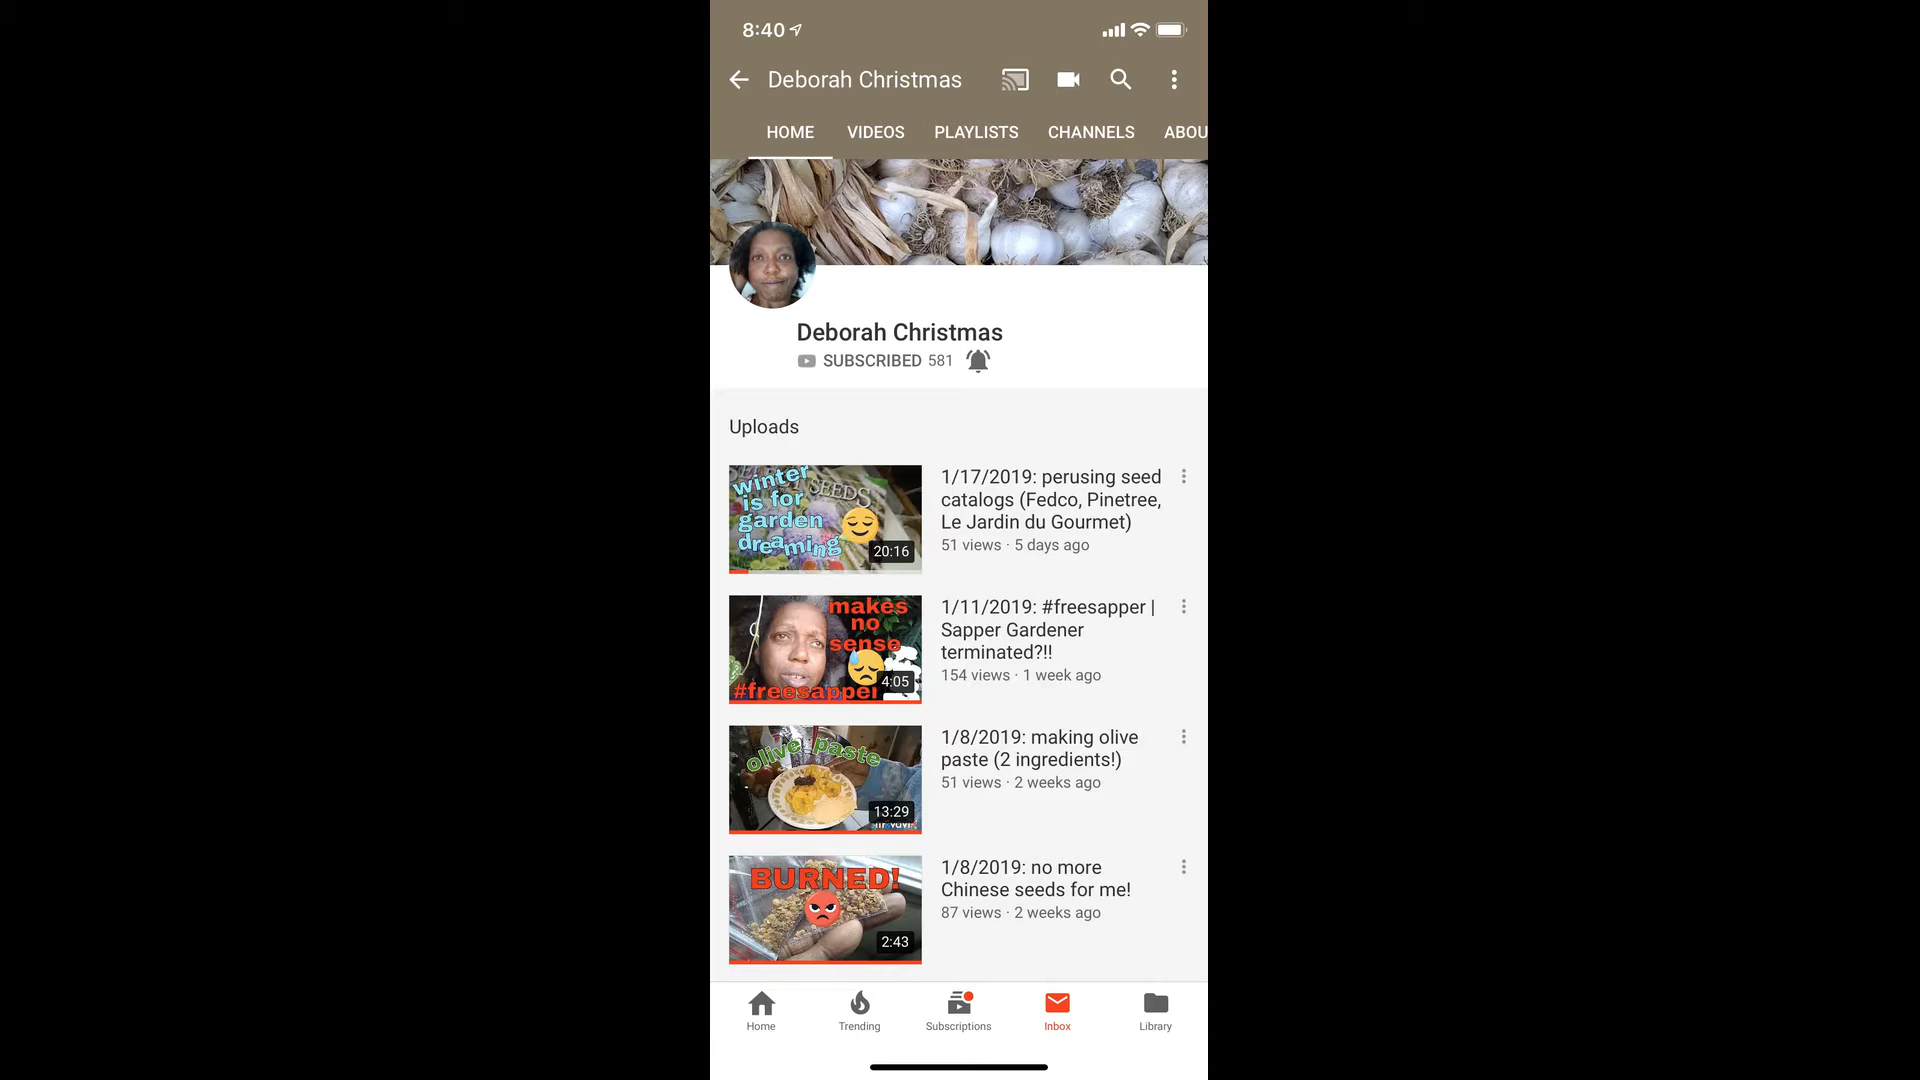 8:40
Deborah Christmas
HOME VIDEOS PLAYLISTS CHANNELS ABOU
Deborah Christmas
SUBSCRIBED 581
Uploads
winter
is for
garden
dreaming
SEEDS
20:16
1/17/2019: perusing seed
catalogs (Fedco, Pinetree,
Le Jardin du Gourmet)
51 views · 5 days ago
makes
no
sense
#freesapper
4:05
1/11/2019: #freesapper |
Sapper Gardener
terminated?!!
154 views · 1 week ago
olive paste
13:29
1/8/2019: making olive
paste (2 ingredients!)
51 views · 2 weeks ago
BURNED!
2:43
1/8/2019: no more
Chinese seeds for me!
87 views · 2 weeks ago
Home Trending Subscriptions Inbox Library